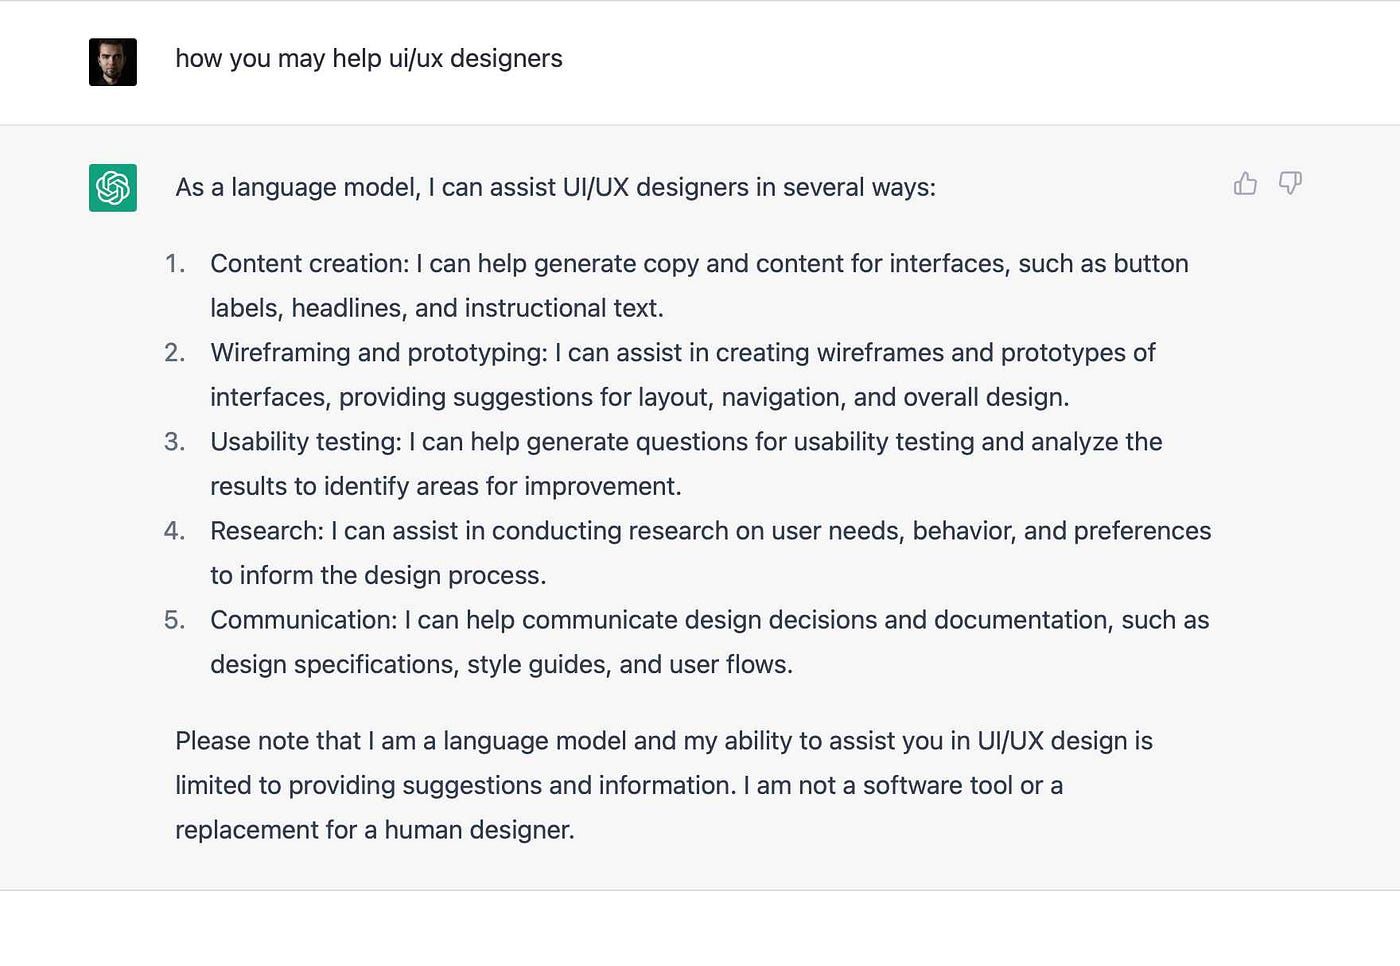 how you may help ui/ux designers
As a language model, I can assist UI/UX designers in several ways:
1. Content creation: I can help generate copy and content for interfaces, such as button
labels, headlines, and instructional text.
2. Wireframing and prototyping: I can assist in creating wireframes and prototypes of
interfaces, providing suggestions for layout, navigation, and overall design.
3. Usability testing: I can help generate questions for usability testing and analyze the
results to identify areas for improvement.
4. Research: I can assist in conducting research on user needs, behavior, and preferences
to inform the design process.
5. Communication: I can help communicate design decisions and documentation, such as
design specifications, style guides, and user flows.
Please note that I am a language model and my ability to assist you in UI/UX design is
limited to providing suggestions and information. I am not a software tool or a
replacement for a human designer.